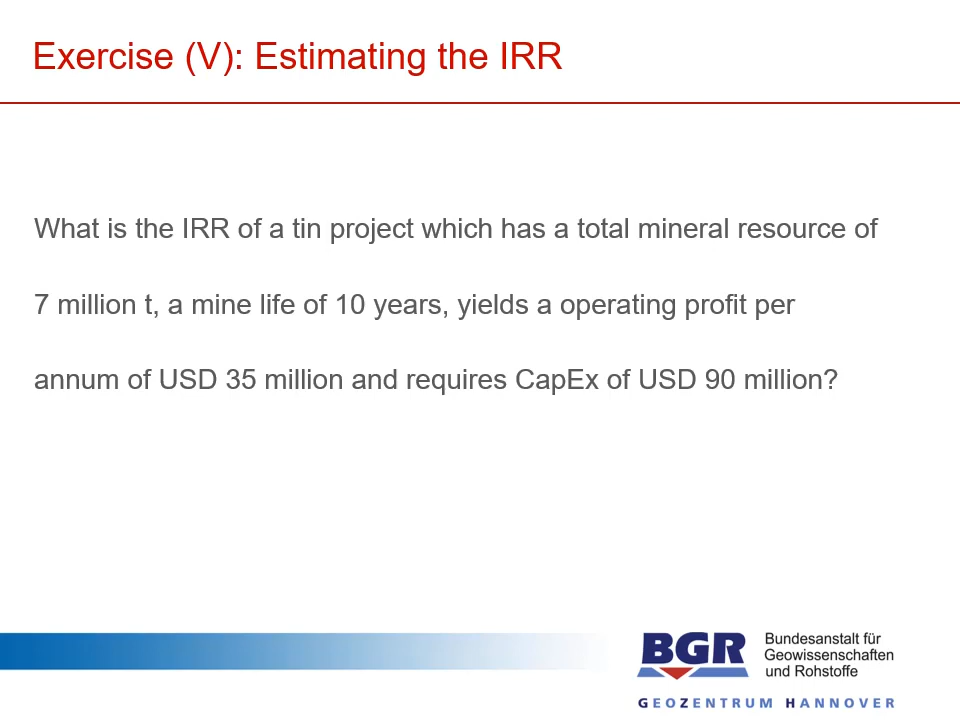 Exercise (V): Estimating the IRR
What is the IRR of a tin project which has a total mineral resource of
7 million t, a mine life of 10 years, yields a operating profit per
annum of USD 35 million and requires CapEx of USD 90 million?
BGR
Bundesanstalt für
Geowissenschaften
und Rohstoffe
GEOZENTRUM HANNOVER